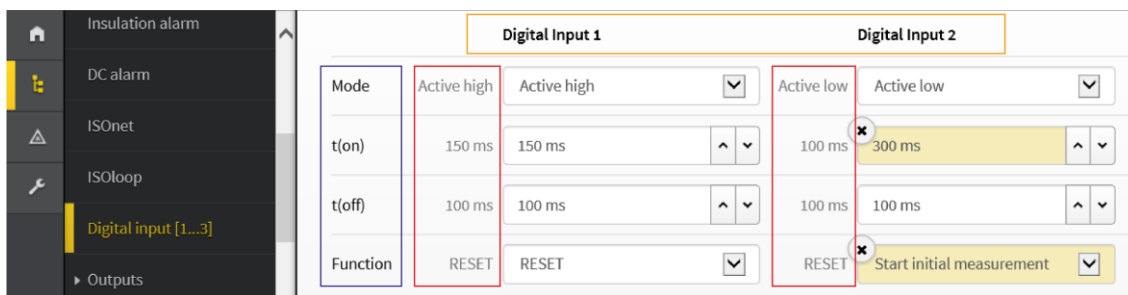 Insulation alarm
DC alarm
ISOnet
ISOloop
Digital input [1...3]
Outputs
Digital Input 1 Digital Input 2
Mode Active high Active high Active low Active low
t(on) 150 ms 150 ms 100 ms 300 ms
t(off) 100 ms 100 ms 100 ms 100 ms
Function RESET RESET RESET Start initial measurement